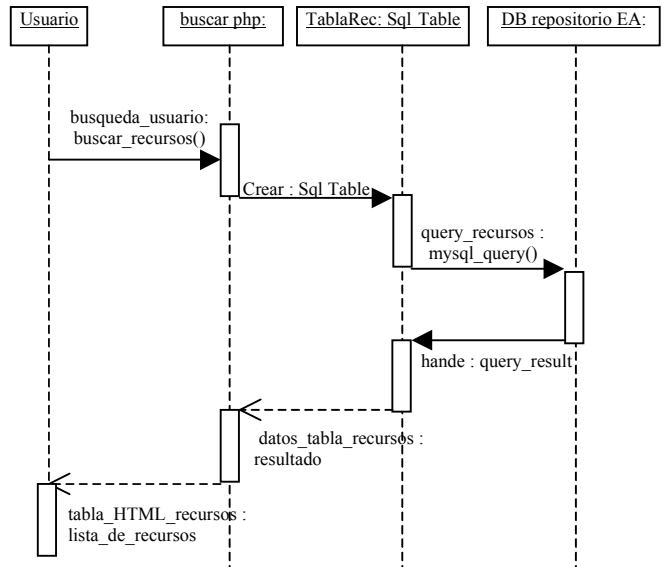 Usuario
buscar php:
TablaRec: Sql Table
DB repositorio EA:
busqueda_usuario:
buscar_recursos()
Crear : Sql Table
query_recursos :
mysql_query()
hande : query_result
datos_tabla_recursos :
resultado
tabla_HTML_recursos :
lista_de_recursos